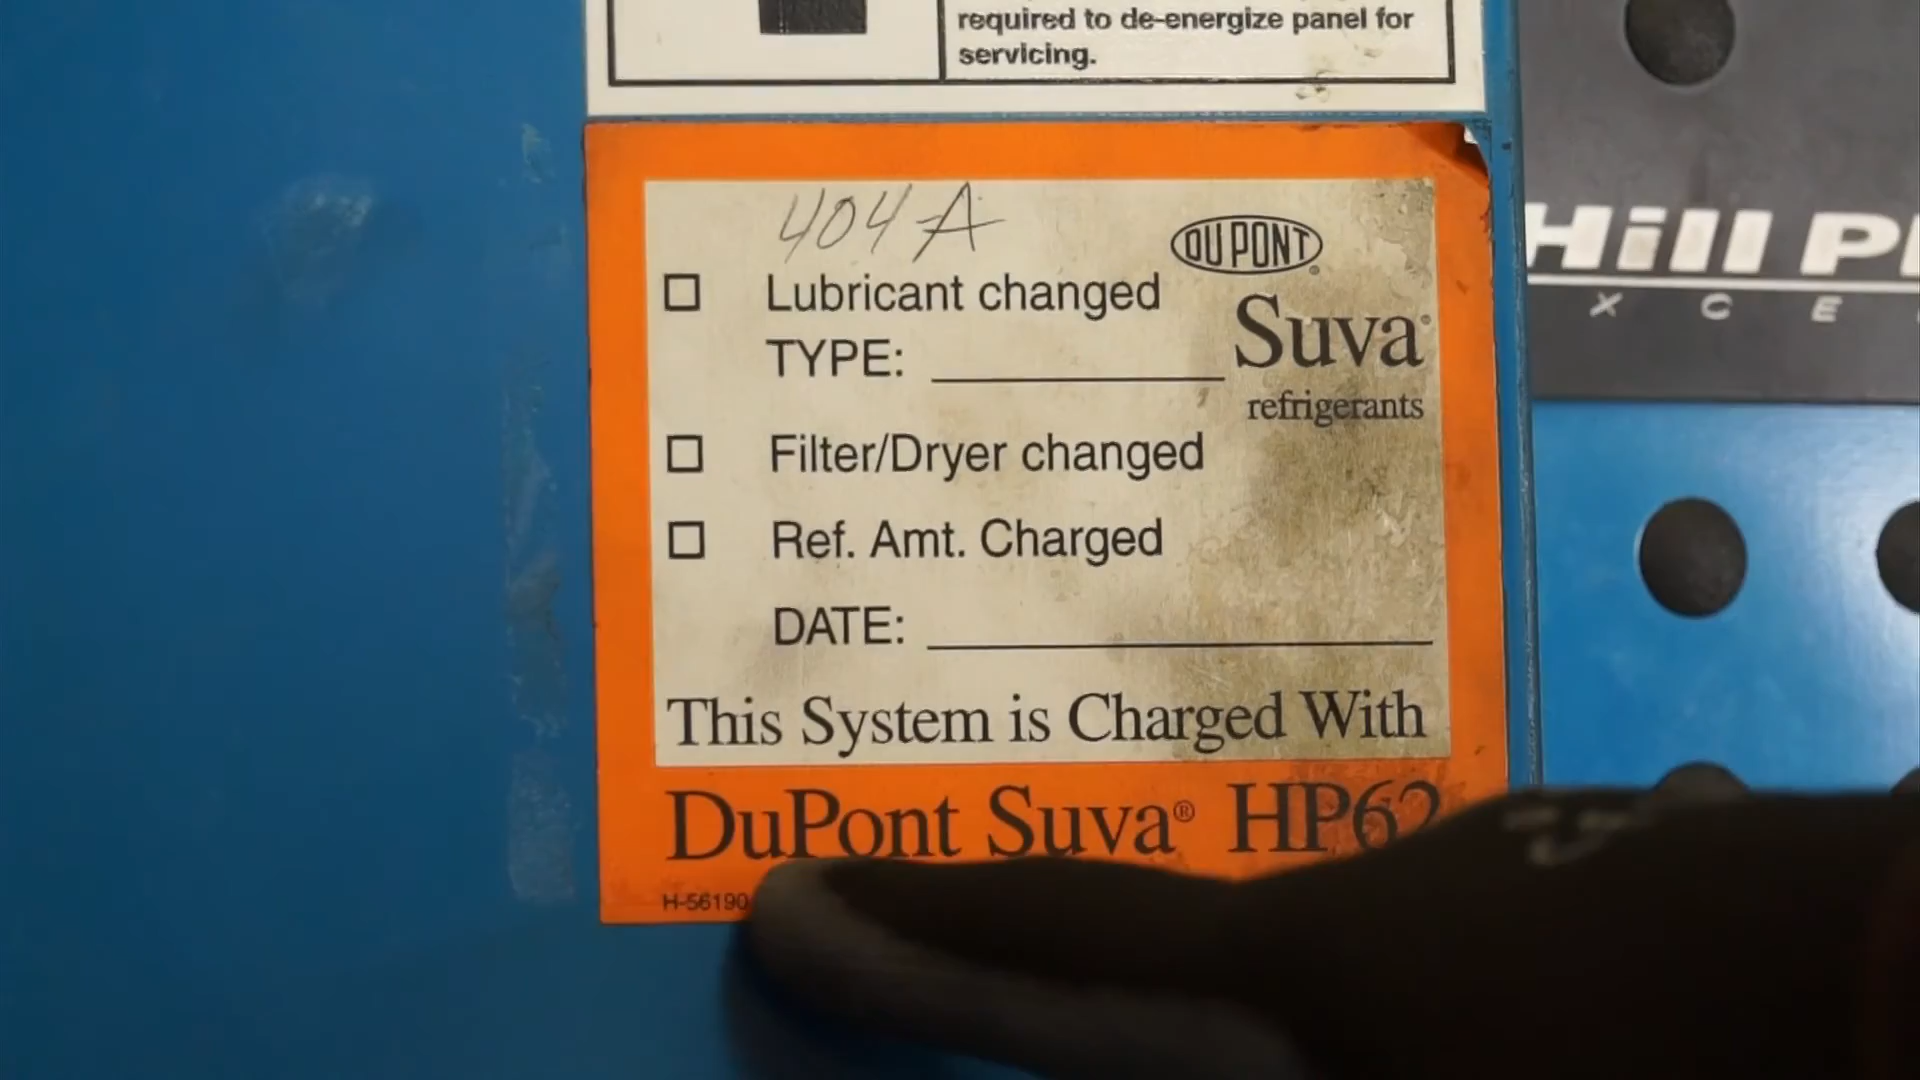 required to de-energize panel for
servicing.
404A
DUPONT
Lubricant changed
TYPE:
Suva
refrigerants
Filter/Dryer changed
Ref. Amt. Charged
DATE:
This System is Charged With
DuPont Suva® HP62
H-56190
Hill
X C E